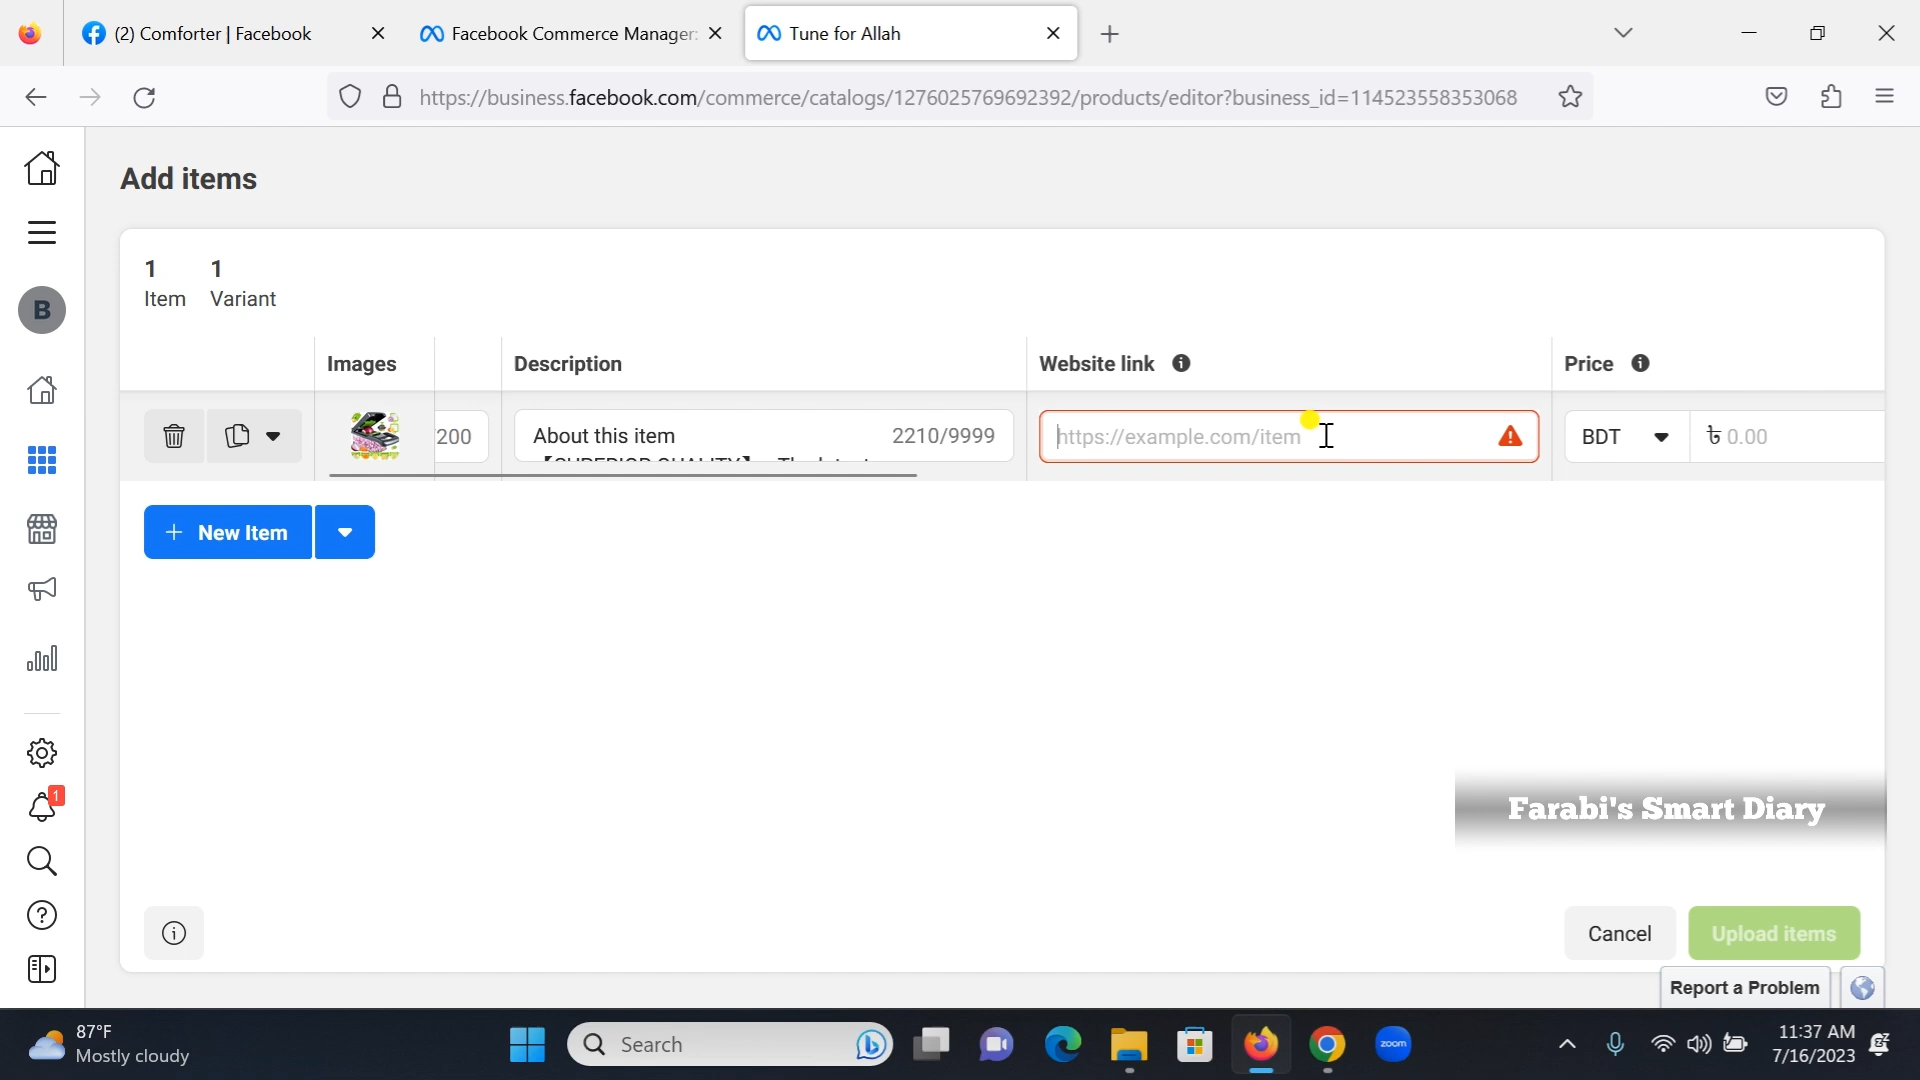 (2) Comforter | Facebook
Facebook Commerce Manager:
Tune for Allah
https://business.facebook.com/commerce/catalogs/1276025769692392/products/editor?business_id=114523558353068
Add items
1 1
Item Variant
B
Images Description Website link Price
/200
About this item 2210/9999
https://example.com/item
BDT ৳ 0.00
+ New Item
Farabi's Smart Diary
Cancel Upload items
Report a Problem
1
87°F
Mostly cloudy
Search
zoom
11:37 AM
7/16/2023